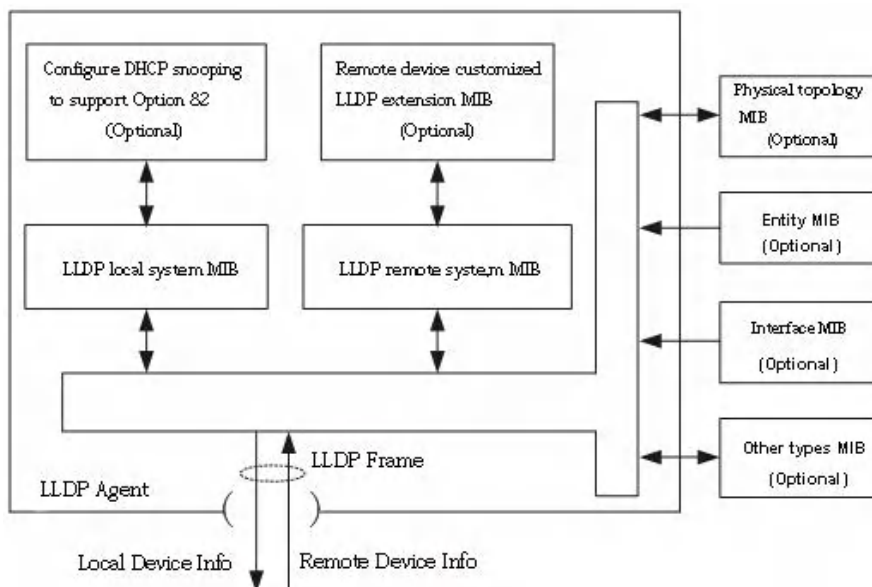 Configure DHCP snooping
to support Option 82
(Optional)
Remote device customized
LLDP extension MIB
(Optional)
Physical topology
MIB
(Optional)
LLDP local system MIB
LLDP remote syste,m MIB
Entity MIB
(Optional)
Interface MIB
(Optional)
Other types MIB
(Optional)
LLDP Frame
LLDP Agent
Local Device Info
Remote Device Info